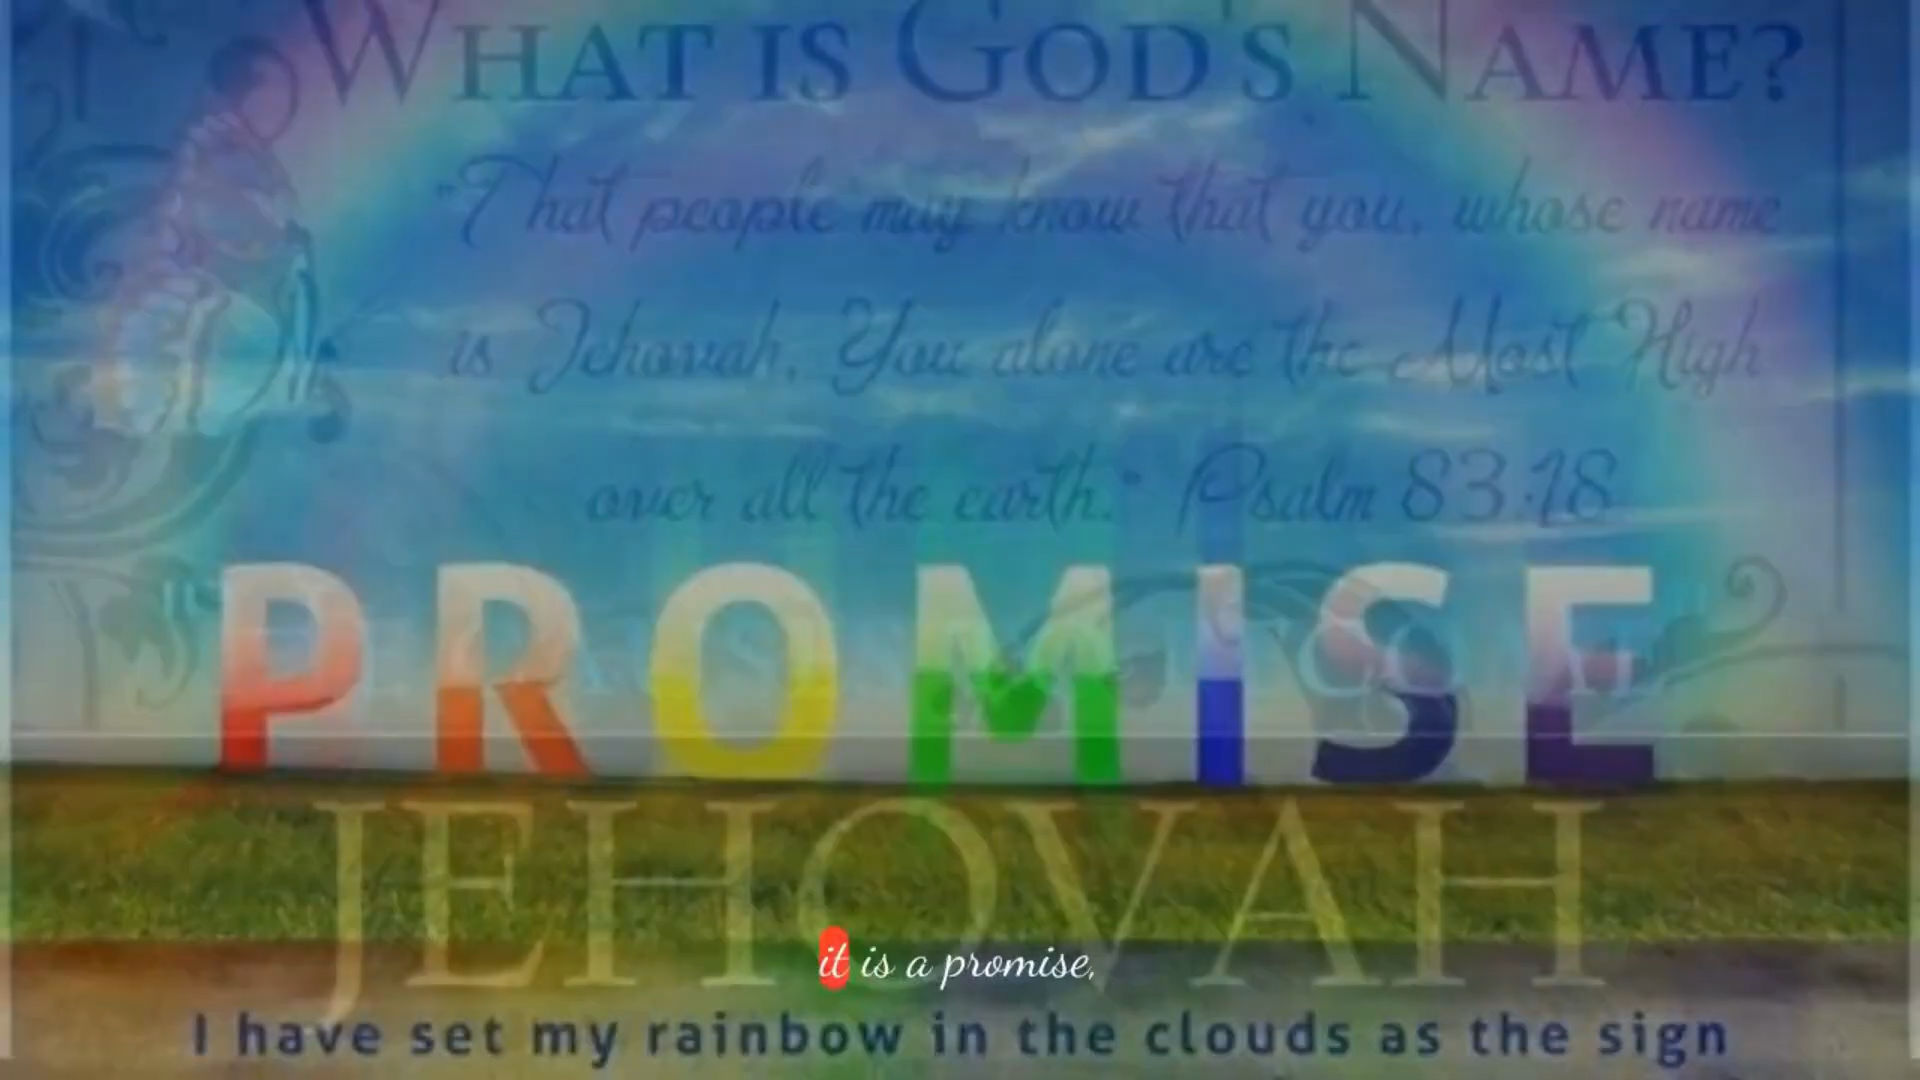 WHAT IS GOD'S NAME?
"That people may know that you, whose name
is Jehovah, You alone are the Most High
over all the earth." Psalm 83:18
PROMISE
JEHOVAH
it is a promise,
I have set my rainbow in the clouds as the sign